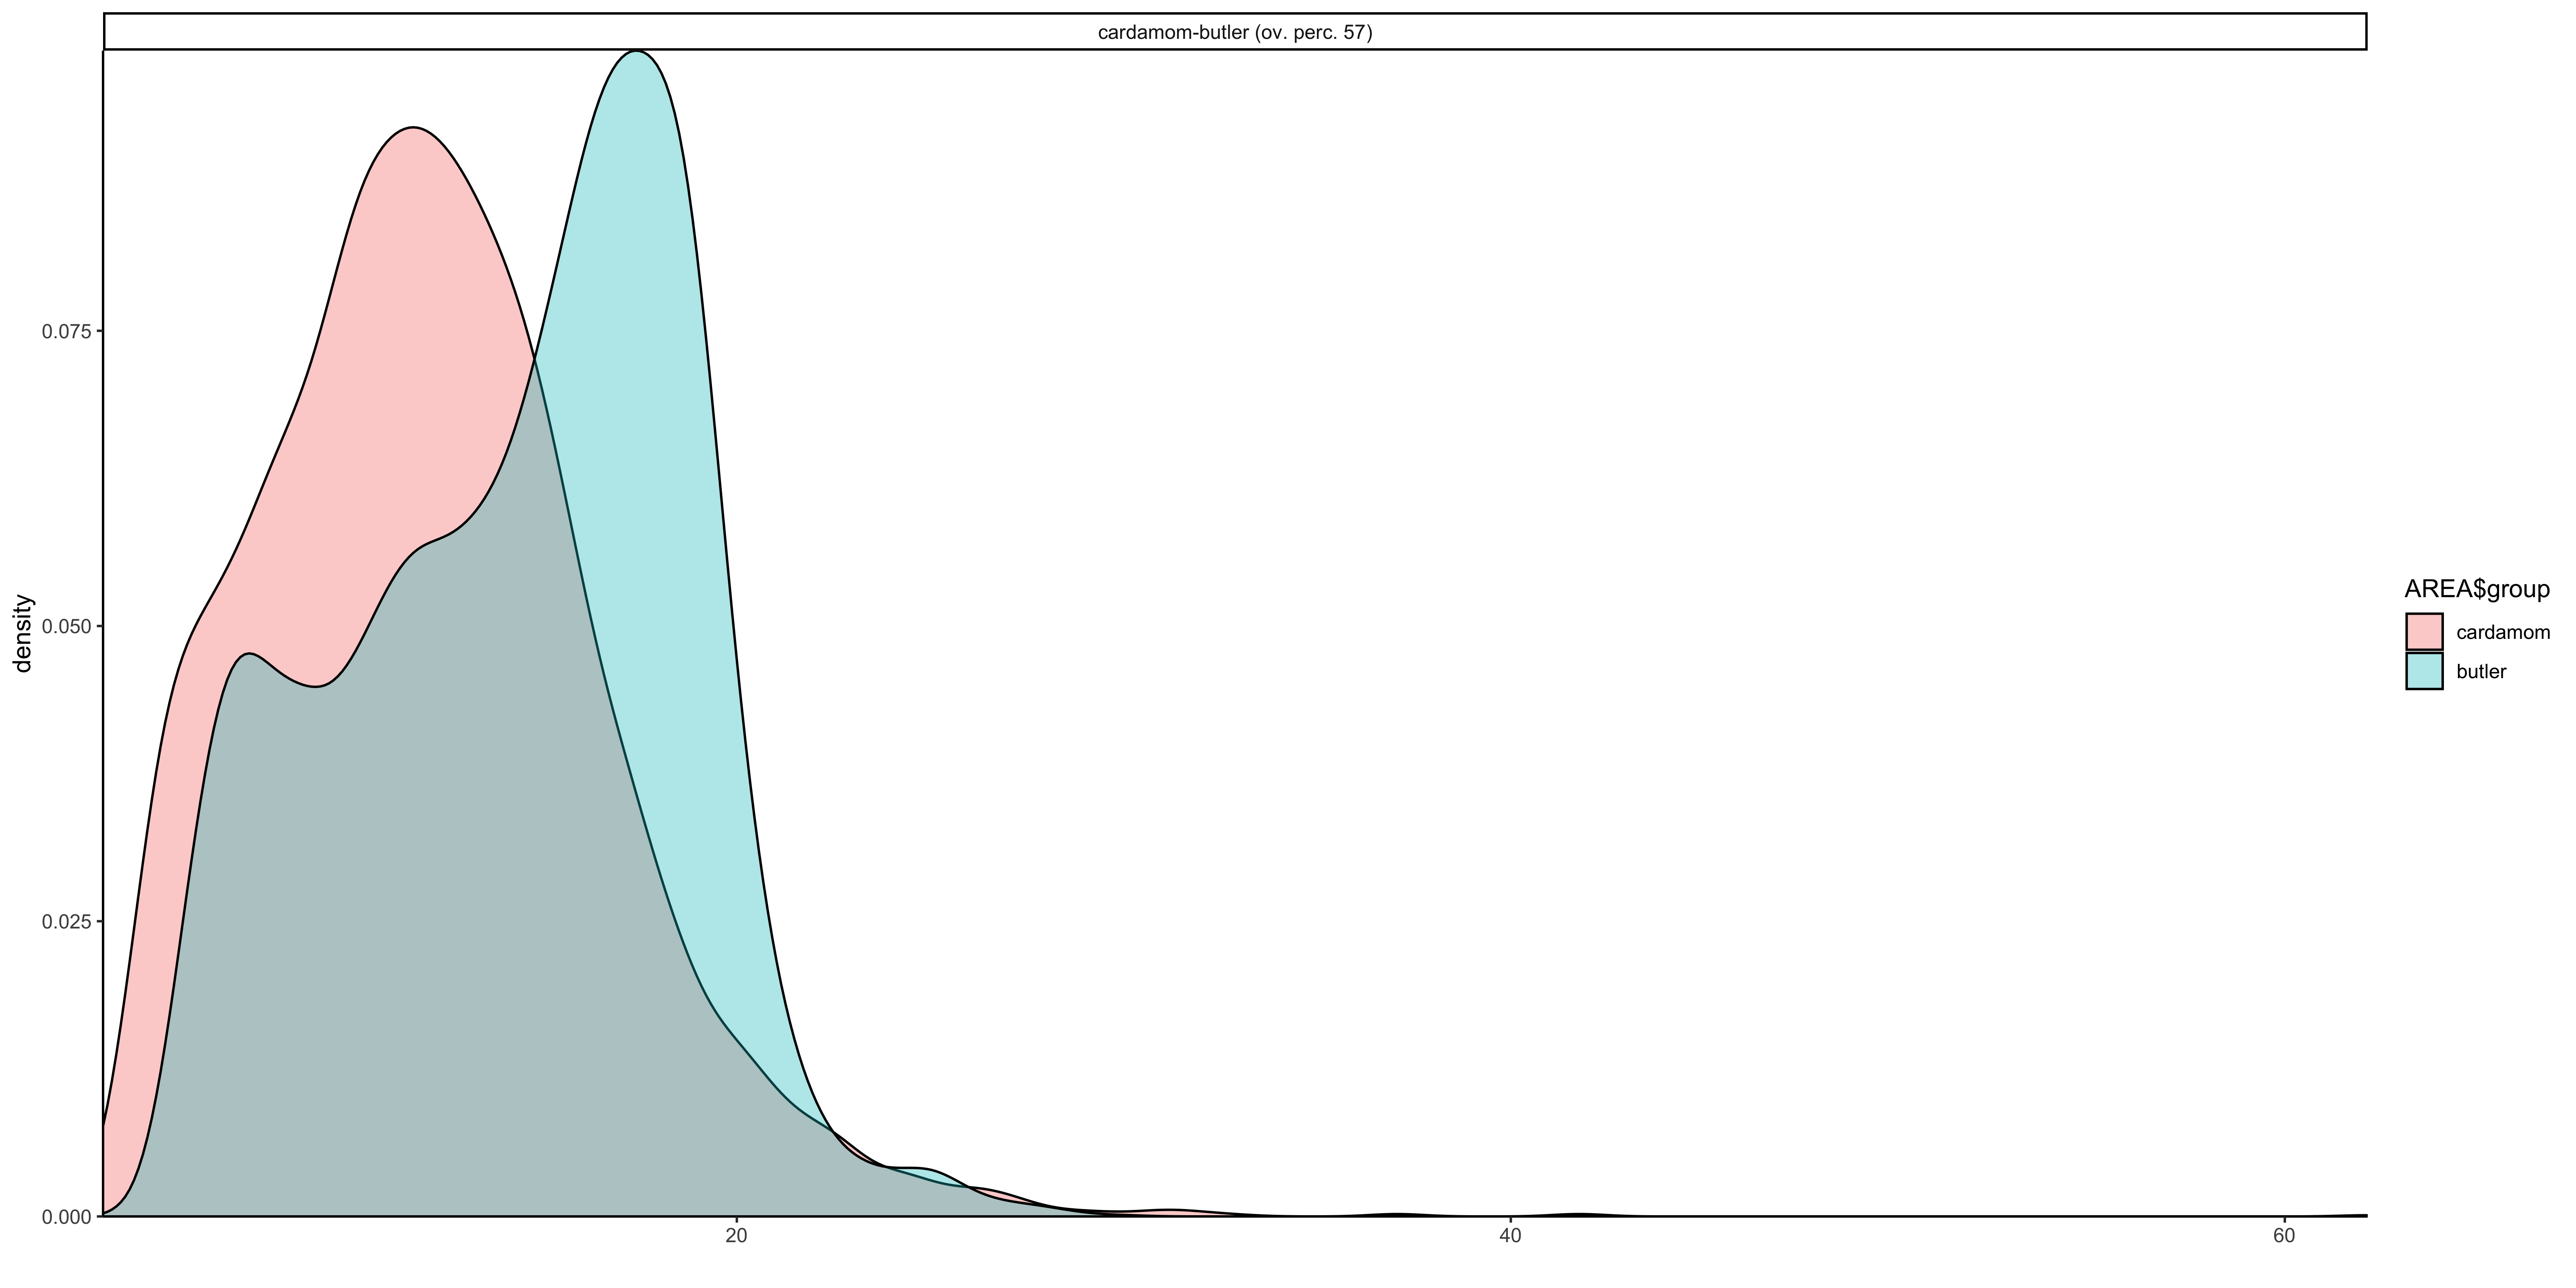 cardamom-butler (ov. perc. 57)
density
0.075
0.050
0.025
0.000
20
40
60
AREA$group
cardamom
butler